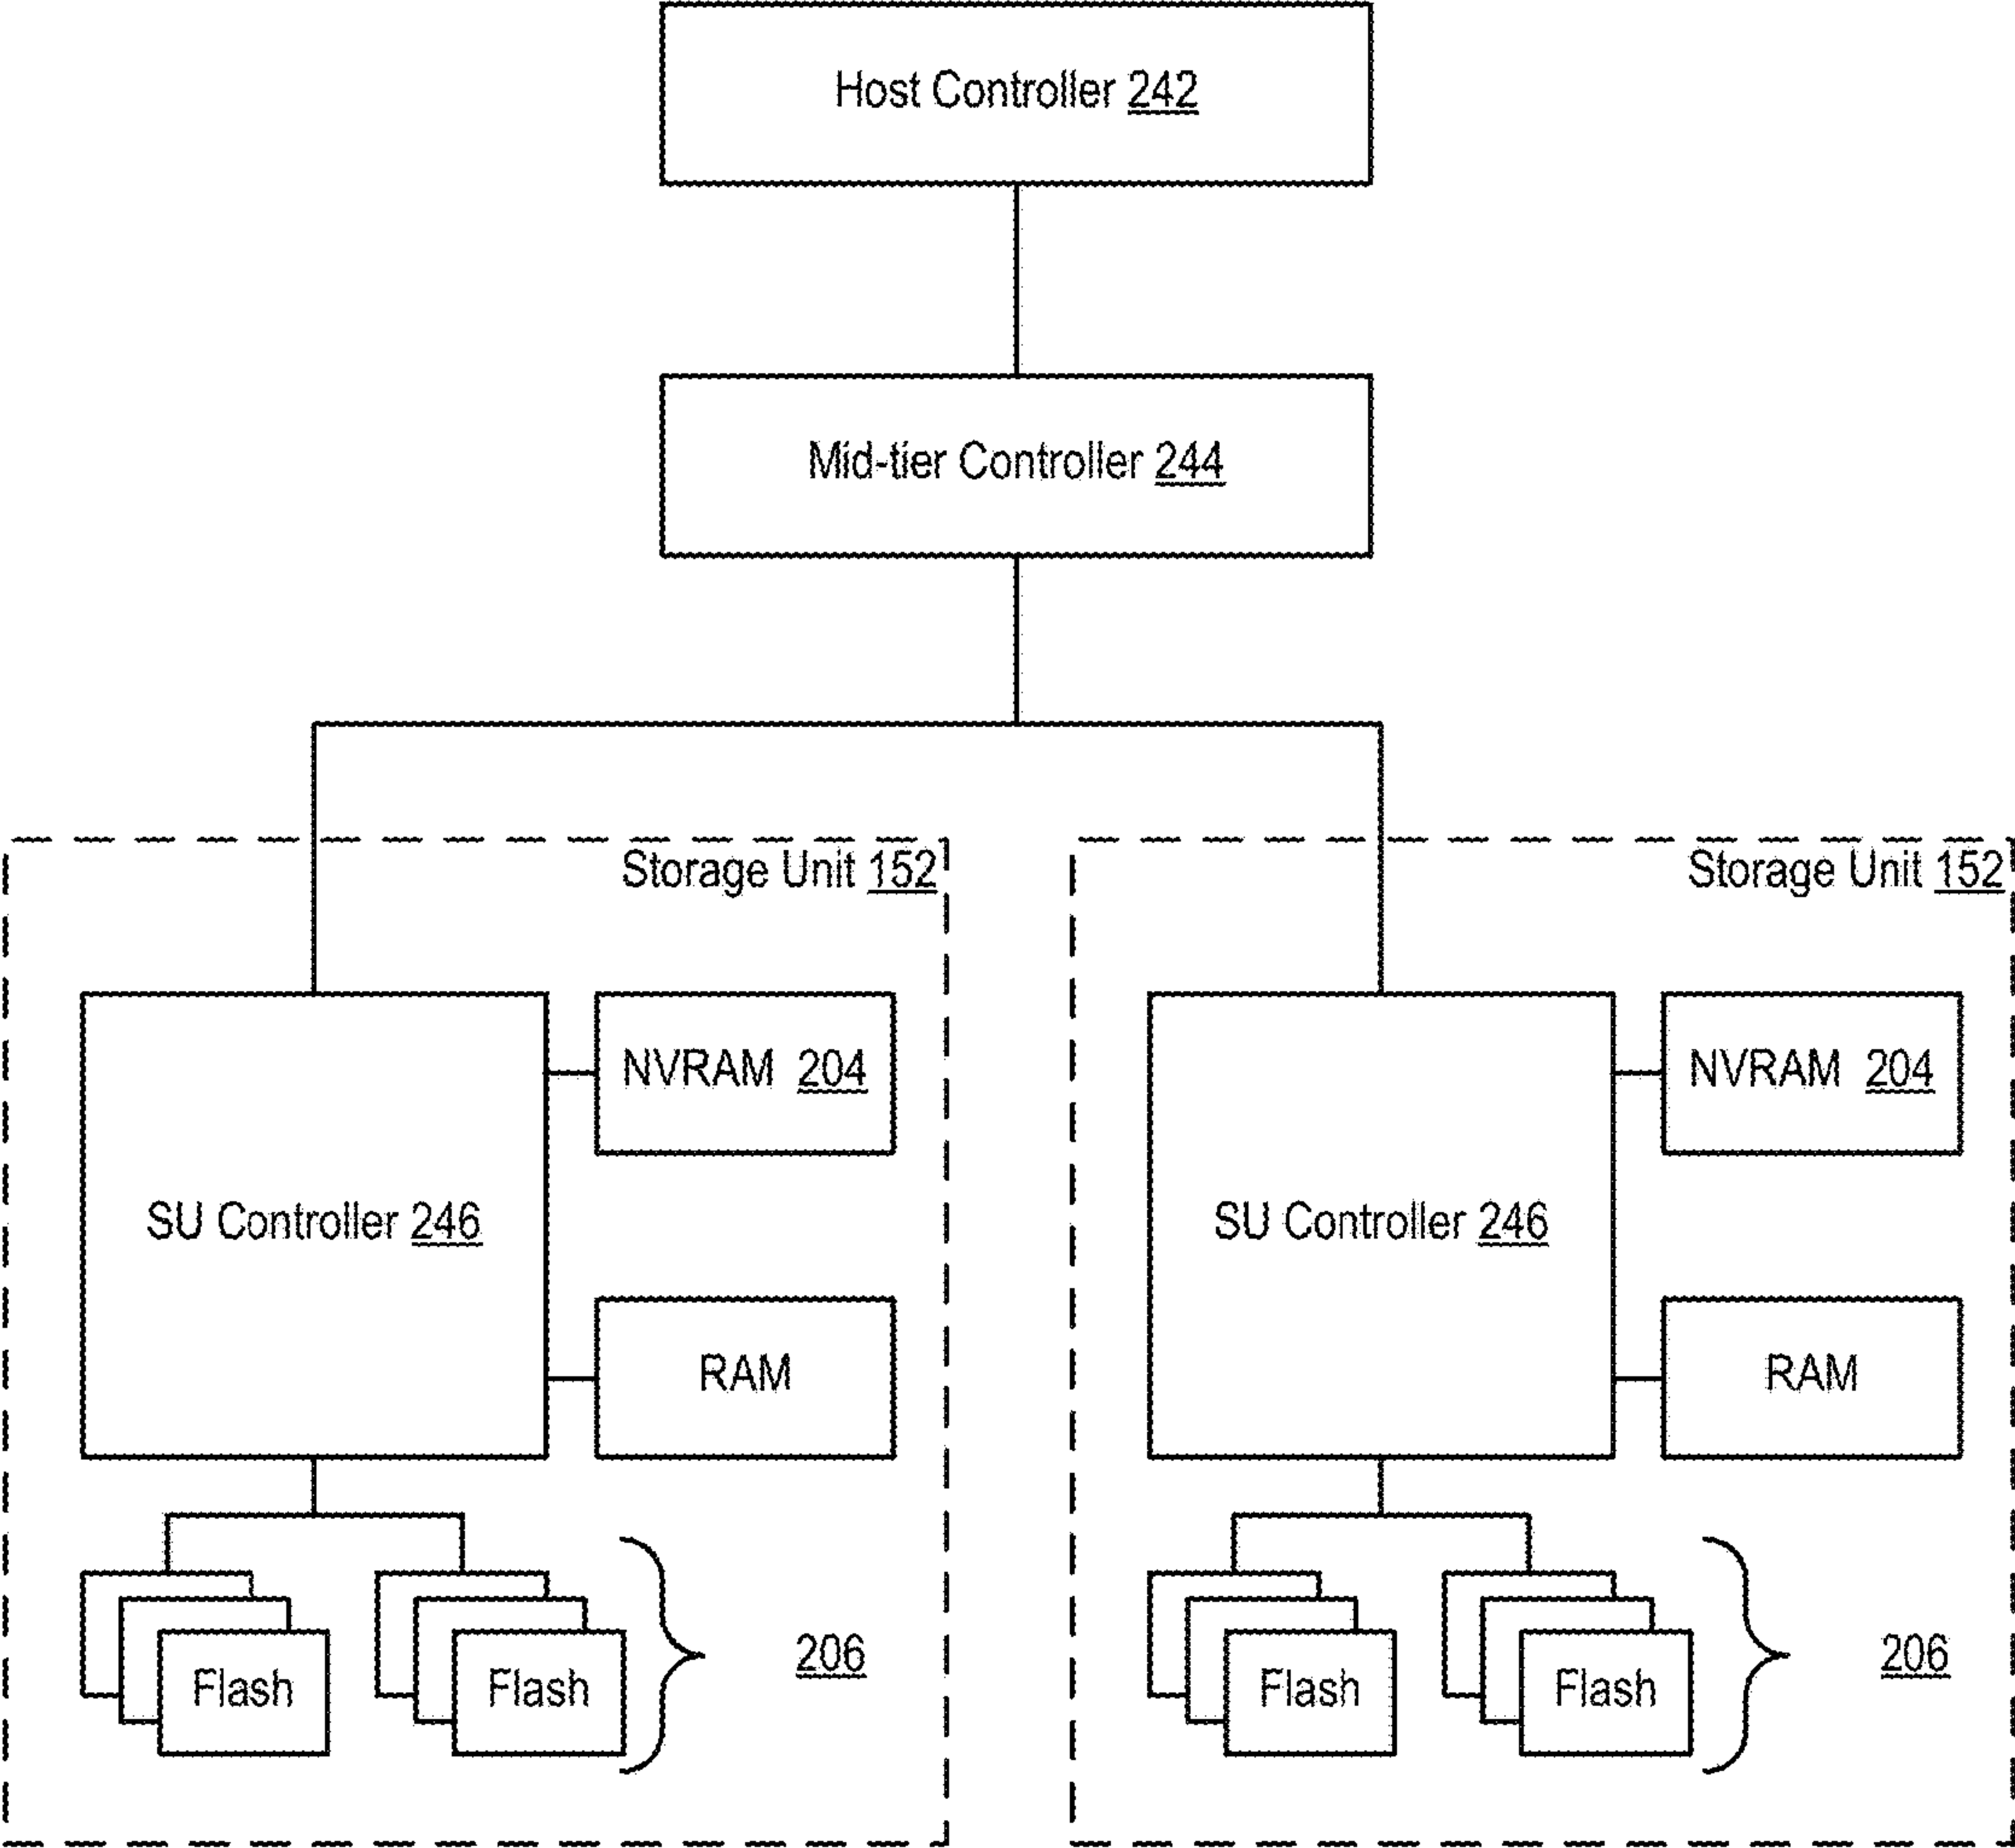 Host Controller 242
Mid-tier Controller 244
Storage Unit 152
NVRAM 204
SU Controller 246
RAM
Flash
Flash
206
Storage Unit 152
NVRAM 204
SU Controller 246
RAM
Flash
Flash
206